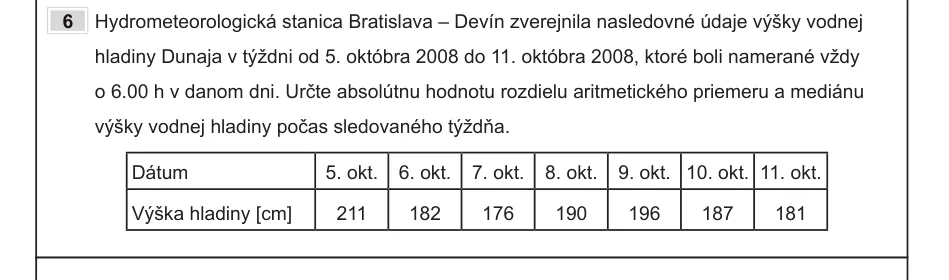 6 Hydrometeorologická stanica Bratislava – Devín zverejnila nasledovné údaje výšky vodnej
hladiny Dunaja v týždni od 5. októbra 2008 do 11. októbra 2008, ktoré boli namerané vždy
o 6.00 h v danom dni. Určte absolútnu hodnotu rozdielu aritmetického priemeru a mediánu
výšky vodnej hladiny počas sledovaného týždňa.
Dátum 5. okt. 6. okt. 7. okt. 8. okt. 9. okt. 10. okt. 11. okt.
Výška hladiny [cm] 211 182 176 190 196 187 181